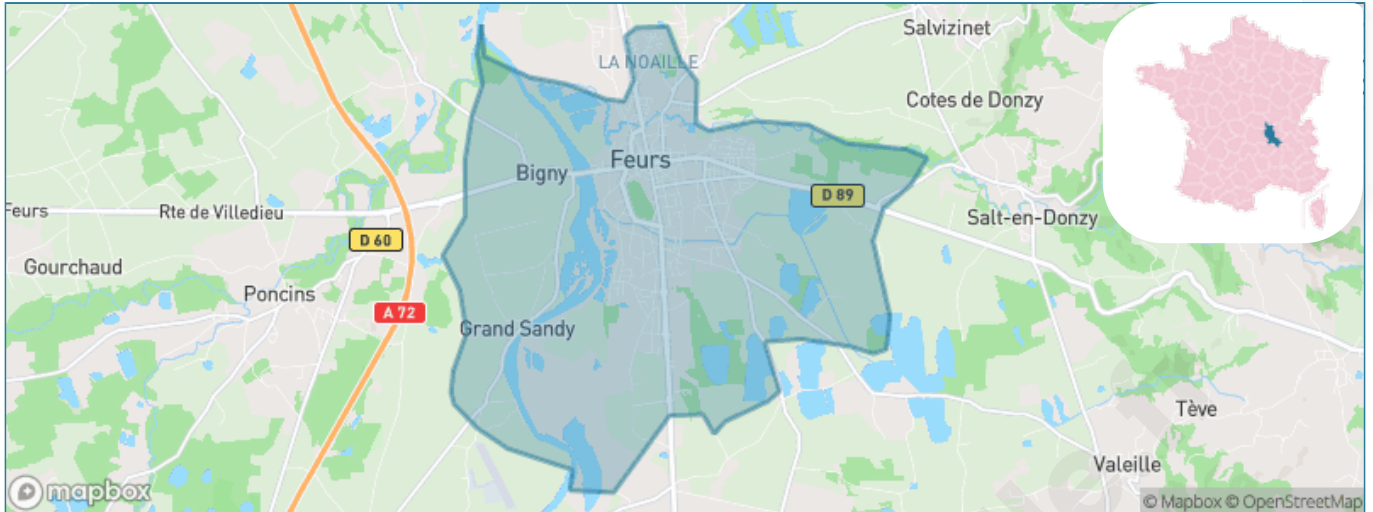 Salvizinet
LA NOAILLE
Cotes de Donzy
Feurs
Bigny
D 89
Feurs
Rte de Villedieu
Salt-en-Donzy
D 60
Gourchaud
Poncins
A 72
Grand Sandy
Tève
Valeille
mapbox
© Mapbox © OpenStreetMap